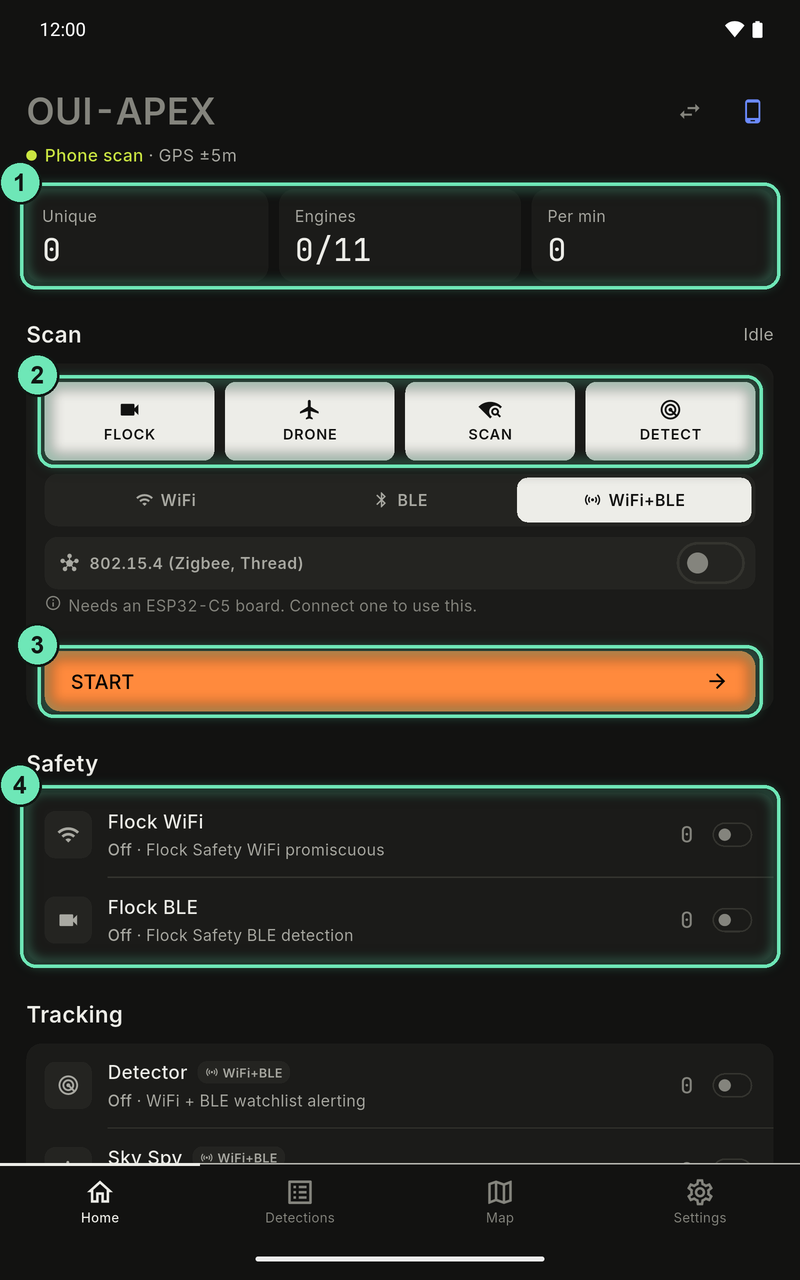 12:00
OUI-APEX
Phone scan · GPS ±5m
1
Unique Engines Per min
0 0/11 0
Scan Idle
2
FLOCK DRONE SCAN DETECT
WiFi BLE WiFi+BLE
802.15.4 (Zigbee, Thread)
Needs an ESP32-C5 board. Connect one to use this.
3
START
Safety
4
Flock WiFi
0
Off · Flock Safety WiFi promiscuous
Flock BLE
0
Off · Flock Safety BLE detection
Tracking
Detector WiFi+BLE
0
Off · WiFi + BLE watchlist alerting
Sky Spy WiFi+BLE
Home Detections Map Settings